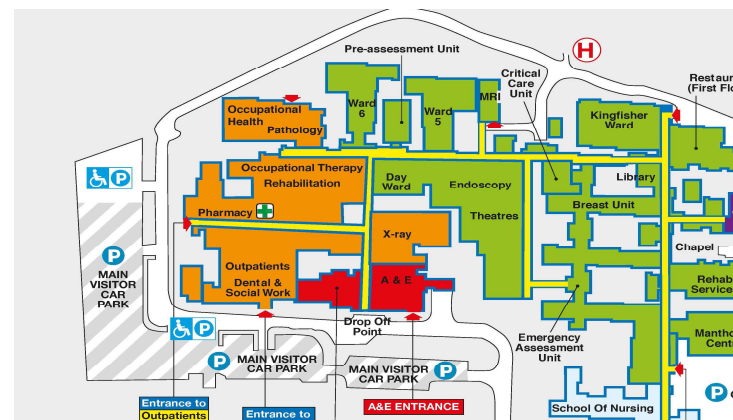 Pre-assessment Unit
H
Critical
Care
Unit
Restaur
(First Flo
MRI
Ward
6
Ward
5
Occupational
Health
Pathology
Kingfisher
Ward
Occupational Therapy
Rehabilitation
Day
Ward
Endoscopy
Library
Breast Unit
P
Pharmacy
Theatres
X-ray
Chapel
P
MAIN
VISITOR
CAR
PARK
Outpatients
Dental &
Social Work
A & E
Rehab
Service
Drop Off
Point
P
Emergency
Assessment
Unit
Mantho
Cent
P
MAIN VISITOR
CAR PARK
MAIN VISITOR
CAR PARK
P
P
Entrance to
Outpatients
Entrance to
A&E ENTRANCE
School Of Nursing